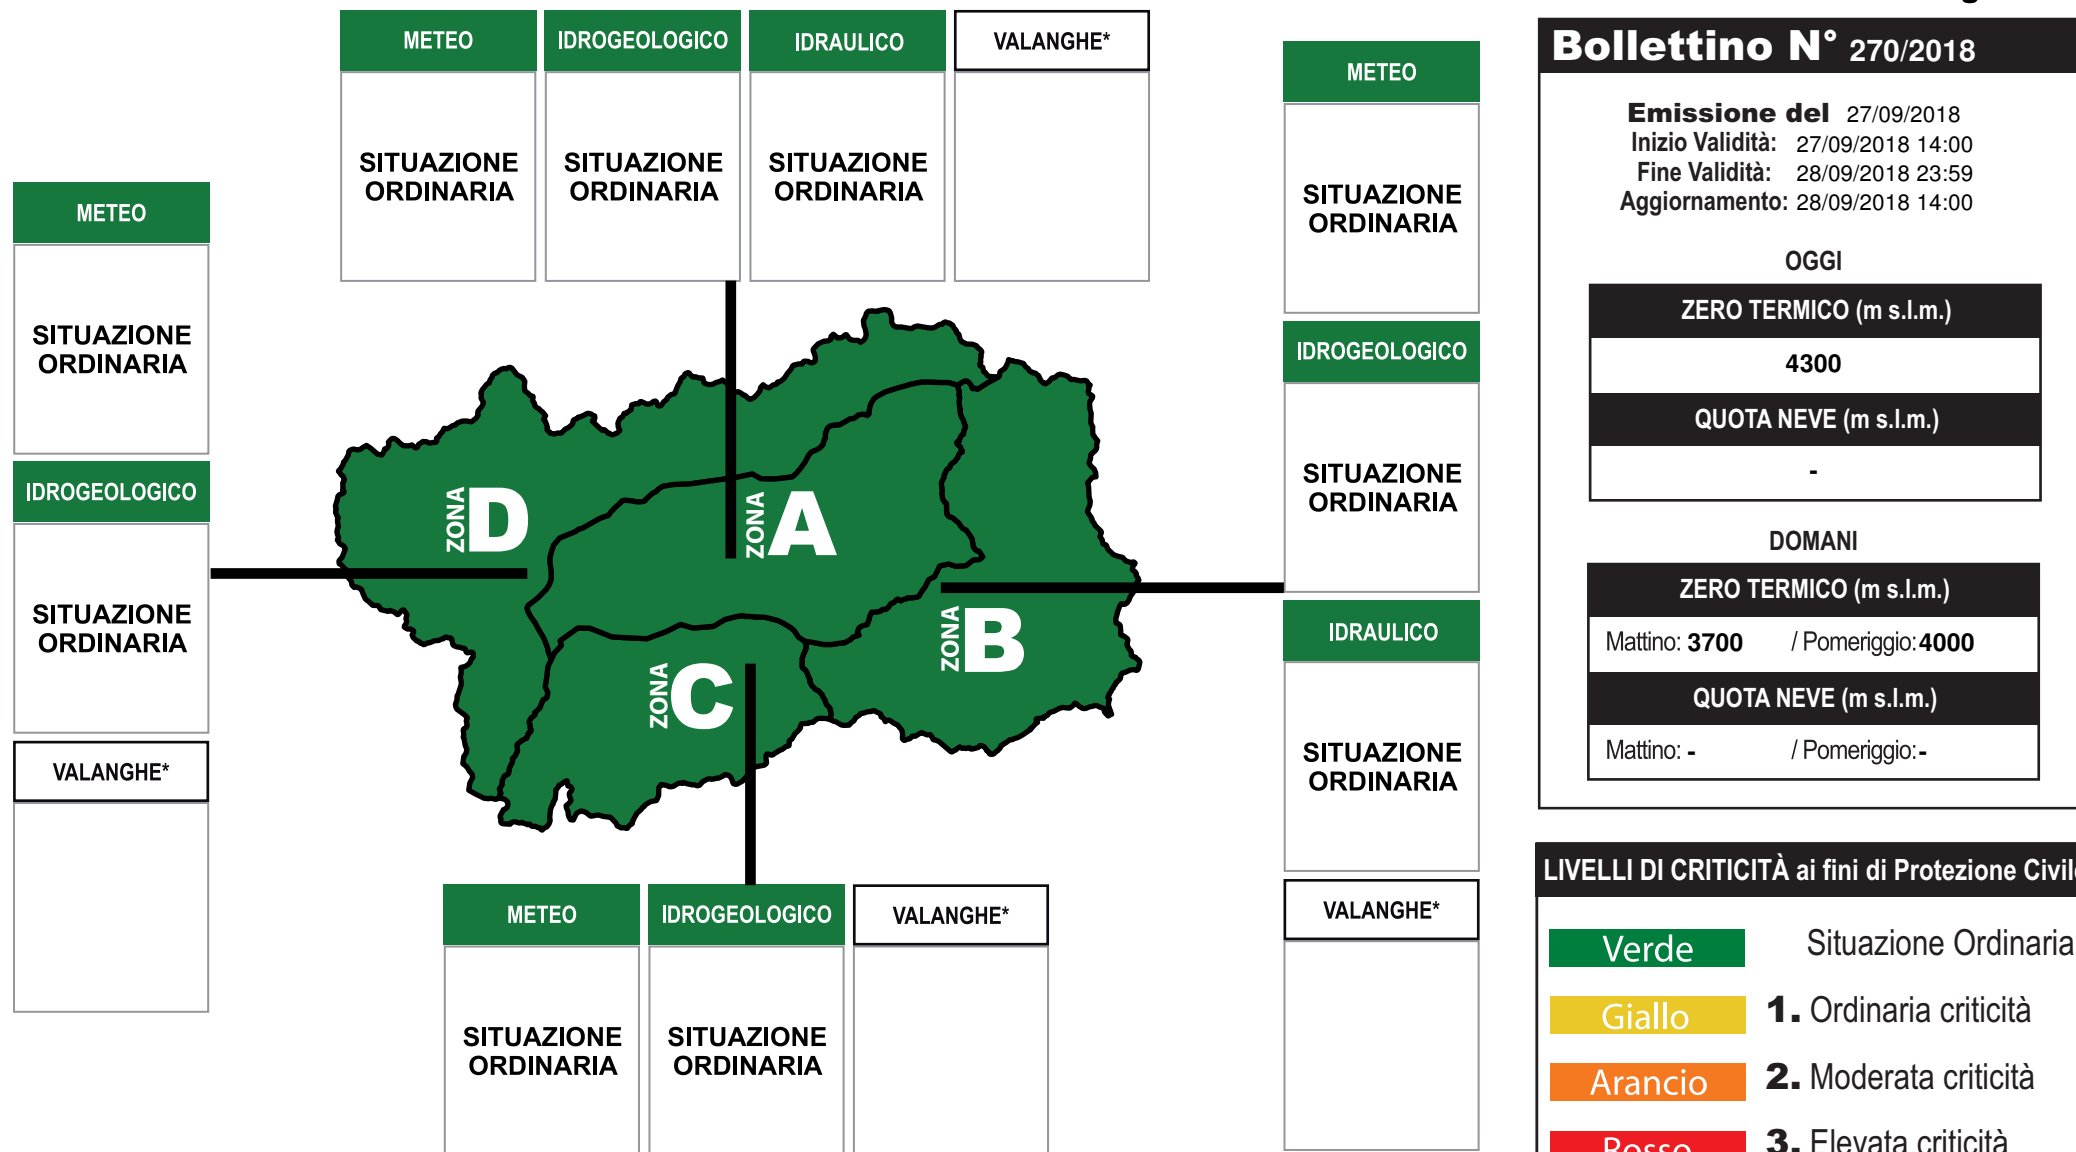 METEO IDROGEOLOGICO IDRAULICO VALANGHE*
SITUAZIONE ORDINARIA
SITUAZIONE ORDINARIA
SITUAZIONE ORDINARIA
METEO
SITUAZIONE
ORDINARIA
IDROGEOLOGICO
SITUAZIONE
ORDINARIA
VALANGHE*
ZONA D
ZONA A
ZONA B
ZONA C
METEO
SITUAZIONE
ORDINARIA
IDROGEOLOGICO
SITUAZIONE
ORDINARIA
IDRAULICO
SITUAZIONE
ORDINARIA
VALANGHE*
METEO IDROGEOLOGICO VALANGHE*
SITUAZIONE ORDINARIA
SITUAZIONE ORDINARIA
Bollettino N° 270/2018
Emissione del 27/09/2018
Inizio Validità: 27/09/2018 14:00
Fine Validità: 28/09/2018 23:59
Aggiornamento: 28/09/2018 14:00
OGGI
ZERO TERMICO (m s.l.m.)
4300
QUOTA NEVE (m s.l.m.)
-
DOMANI
ZERO TERMICO (m s.l.m.)
Mattino: 3700 / Pomeriggio: 4000
QUOTA NEVE (m s.l.m.)
Mattino: - / Pomeriggio: -
LIVELLI DI CRITICITÀ ai fini di Protezione Civile
Verde Situazione Ordinaria
Giallo 1. Ordinaria criticità
Arancio 2. Moderata criticità
Rosso 3. Elevata criticità